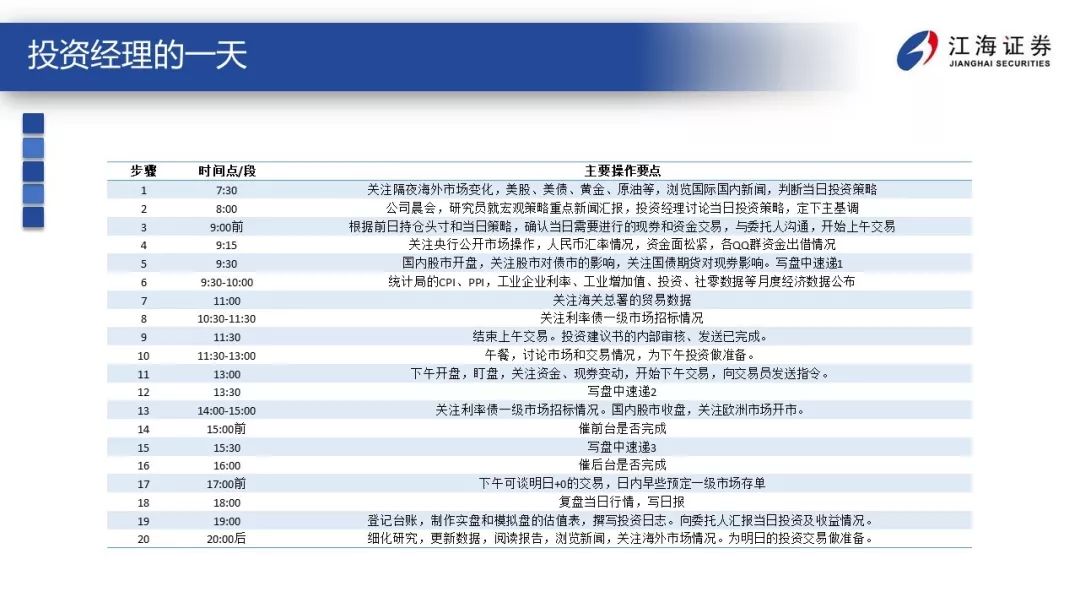 投资经理的一天
江海证券
JIANGHAI SECURITIES
步骤 时间点/段 主要操作要点
1 7:30 关注隔夜海外市场变化，美股、美债、黄金、原油等，浏览国际国内新闻，判断当日投资策略
2 8:00 公司晨会，研究员就宏观策略重点新闻汇报，投资经理讨论当日投资策略，定下主基调
3 9:00前 根据前日持仓头寸和当日策略，确认当日需要进行的现券和资金交易，与委托人沟通，开始上午交易
4 9:15 关注央行公开市场操作，人民币汇率情况，资金面松紧，各QQ群资金出借情况
5 9:30 国内股市开盘，关注股市对债市的影响，关注国债期货对现券影响。写盘中速递1
6 9:30-10:00 统计局的CPI、PPI，工业企业利率、工业增加值、投资、社零数据等月度经济数据公布
7 11:00 关注海关总署的贸易数据
8 10:30-11:30 关注利率债一级市场招标情况
9 11:30 结束上午交易。投资建议书的内部审核、发送已完成。
10 11:30-13:00 午餐，讨论市场和交易情况，为下午投资做准备。
11 13:00 下午开盘，盯盘，关注资金、现券变动，开始下午交易，向交易员发送指令。
12 13:30 写盘中速递2
13 14:00-15:00 关注利率债一级市场招标情况。国内股市收盘，关注欧洲市场开市。
14 15:00前 催前台是否完成
15 15:30 写盘中速递3
16 16:00 催后台是否完成
17 17:00前 下午可谈明日+0的交易，日内早些预定一级市场存单
18 18:00 复盘当日行情，写日报
19 19:00 登记台账，制作实盘和模拟盘的估值表，撰写投资日志。向委托人汇报当日投资及收益情况。
20 20:00后 细化研究，更新数据，阅读报告，浏览新闻，关注海外市场情况。为明日的投资交易做准备。